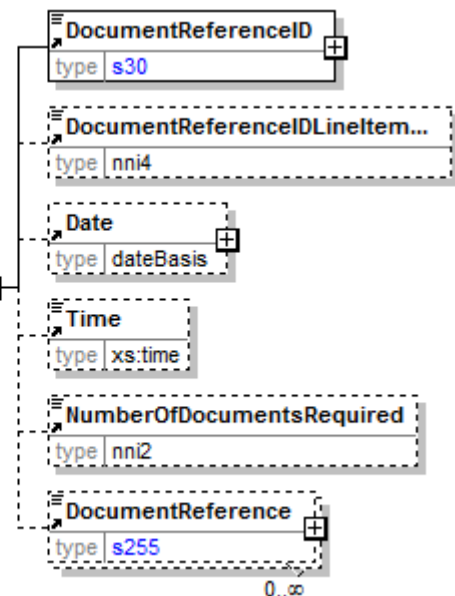 DocumentReferenceID
type s30
DocumentReferenceIDLineItem...
type nni4
Date
type dateBasis
Time
type xs:time
NumberOfDocumentsRequired
type nni2
DocumentReference
type s255
0..∞